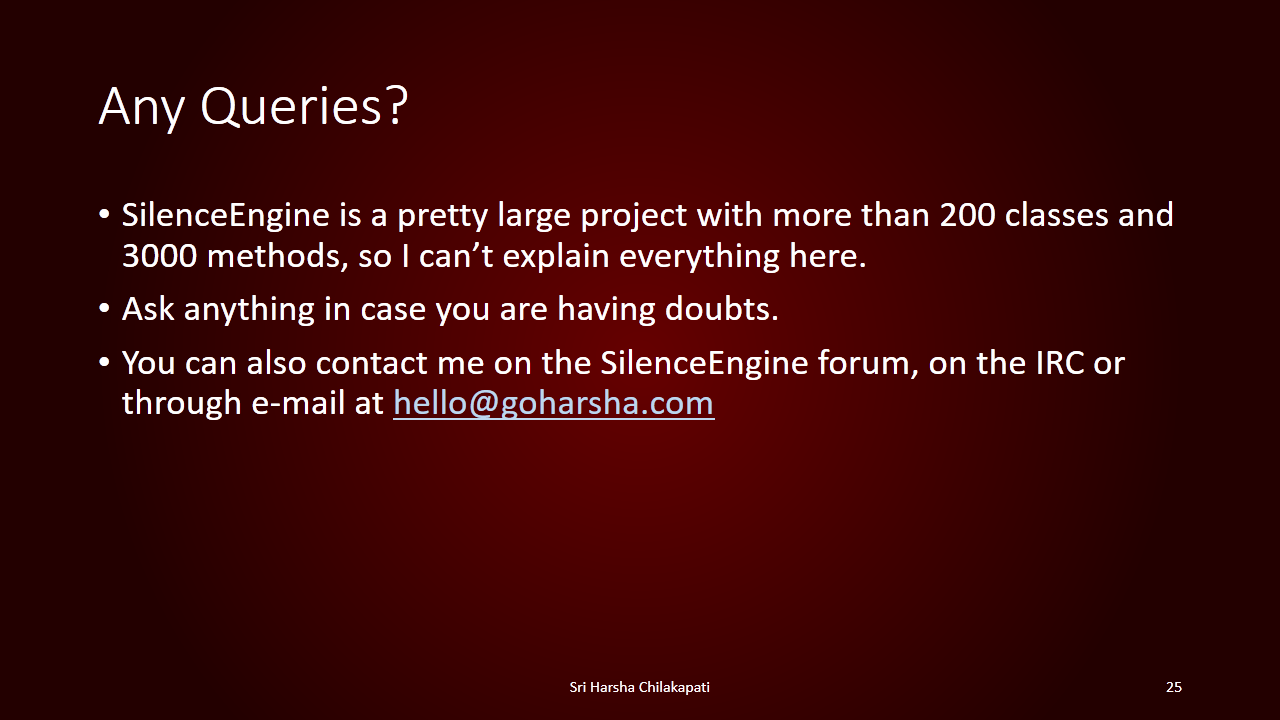 Any Queries?
• SilenceEngine is a pretty large project with more than 200 classes and
3000 methods, so I can’t explain everything here.
• Ask anything in case you are having doubts.
• You can also contact me on the SilenceEngine forum, on the IRC or
through e-mail at hello@goharsha.com
Sri Harsha Chilakapati
25